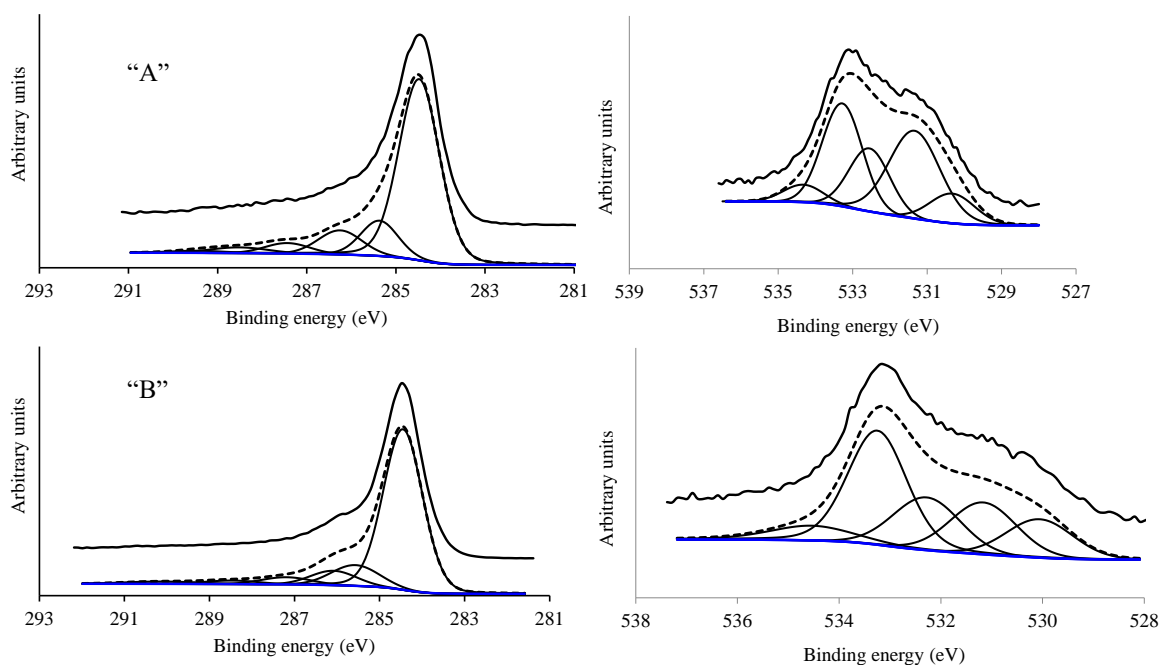 “A”
Arbitrary units
293 291 289 287 285 283 281
Binding energy (eV)
Arbitrary units
539 537 535 533 531 529 527
Binding energy (eV)
“B”
Arbitrary units
293 291 289 287 285 283 281
Binding energy (eV)
Arbitrary units
538 536 534 532 530 528
Binding energy (eV)